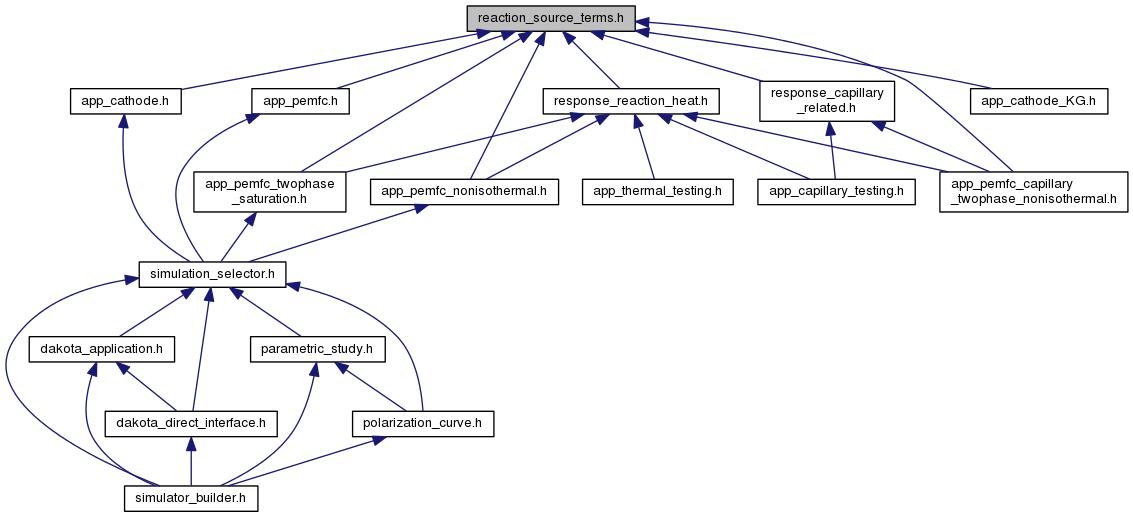 reaction_source_terms.h
app_cathode.h
app_pemfc.h
response_reaction_heat.h
response_capillary
_related.h
app_cathode_KG.h
app_pemfc_twophase
_saturation.h
app_pemfc_nonisothermal.h
app_thermal_testing.h
app_capillary_testing.h
app_pemfc_capillary
_twophase_nonisothermal.h
simulation_selector.h
dakota_application.h
parametric_study.h
dakota_direct_interface.h
polarization_curve.h
simulator_builder.h